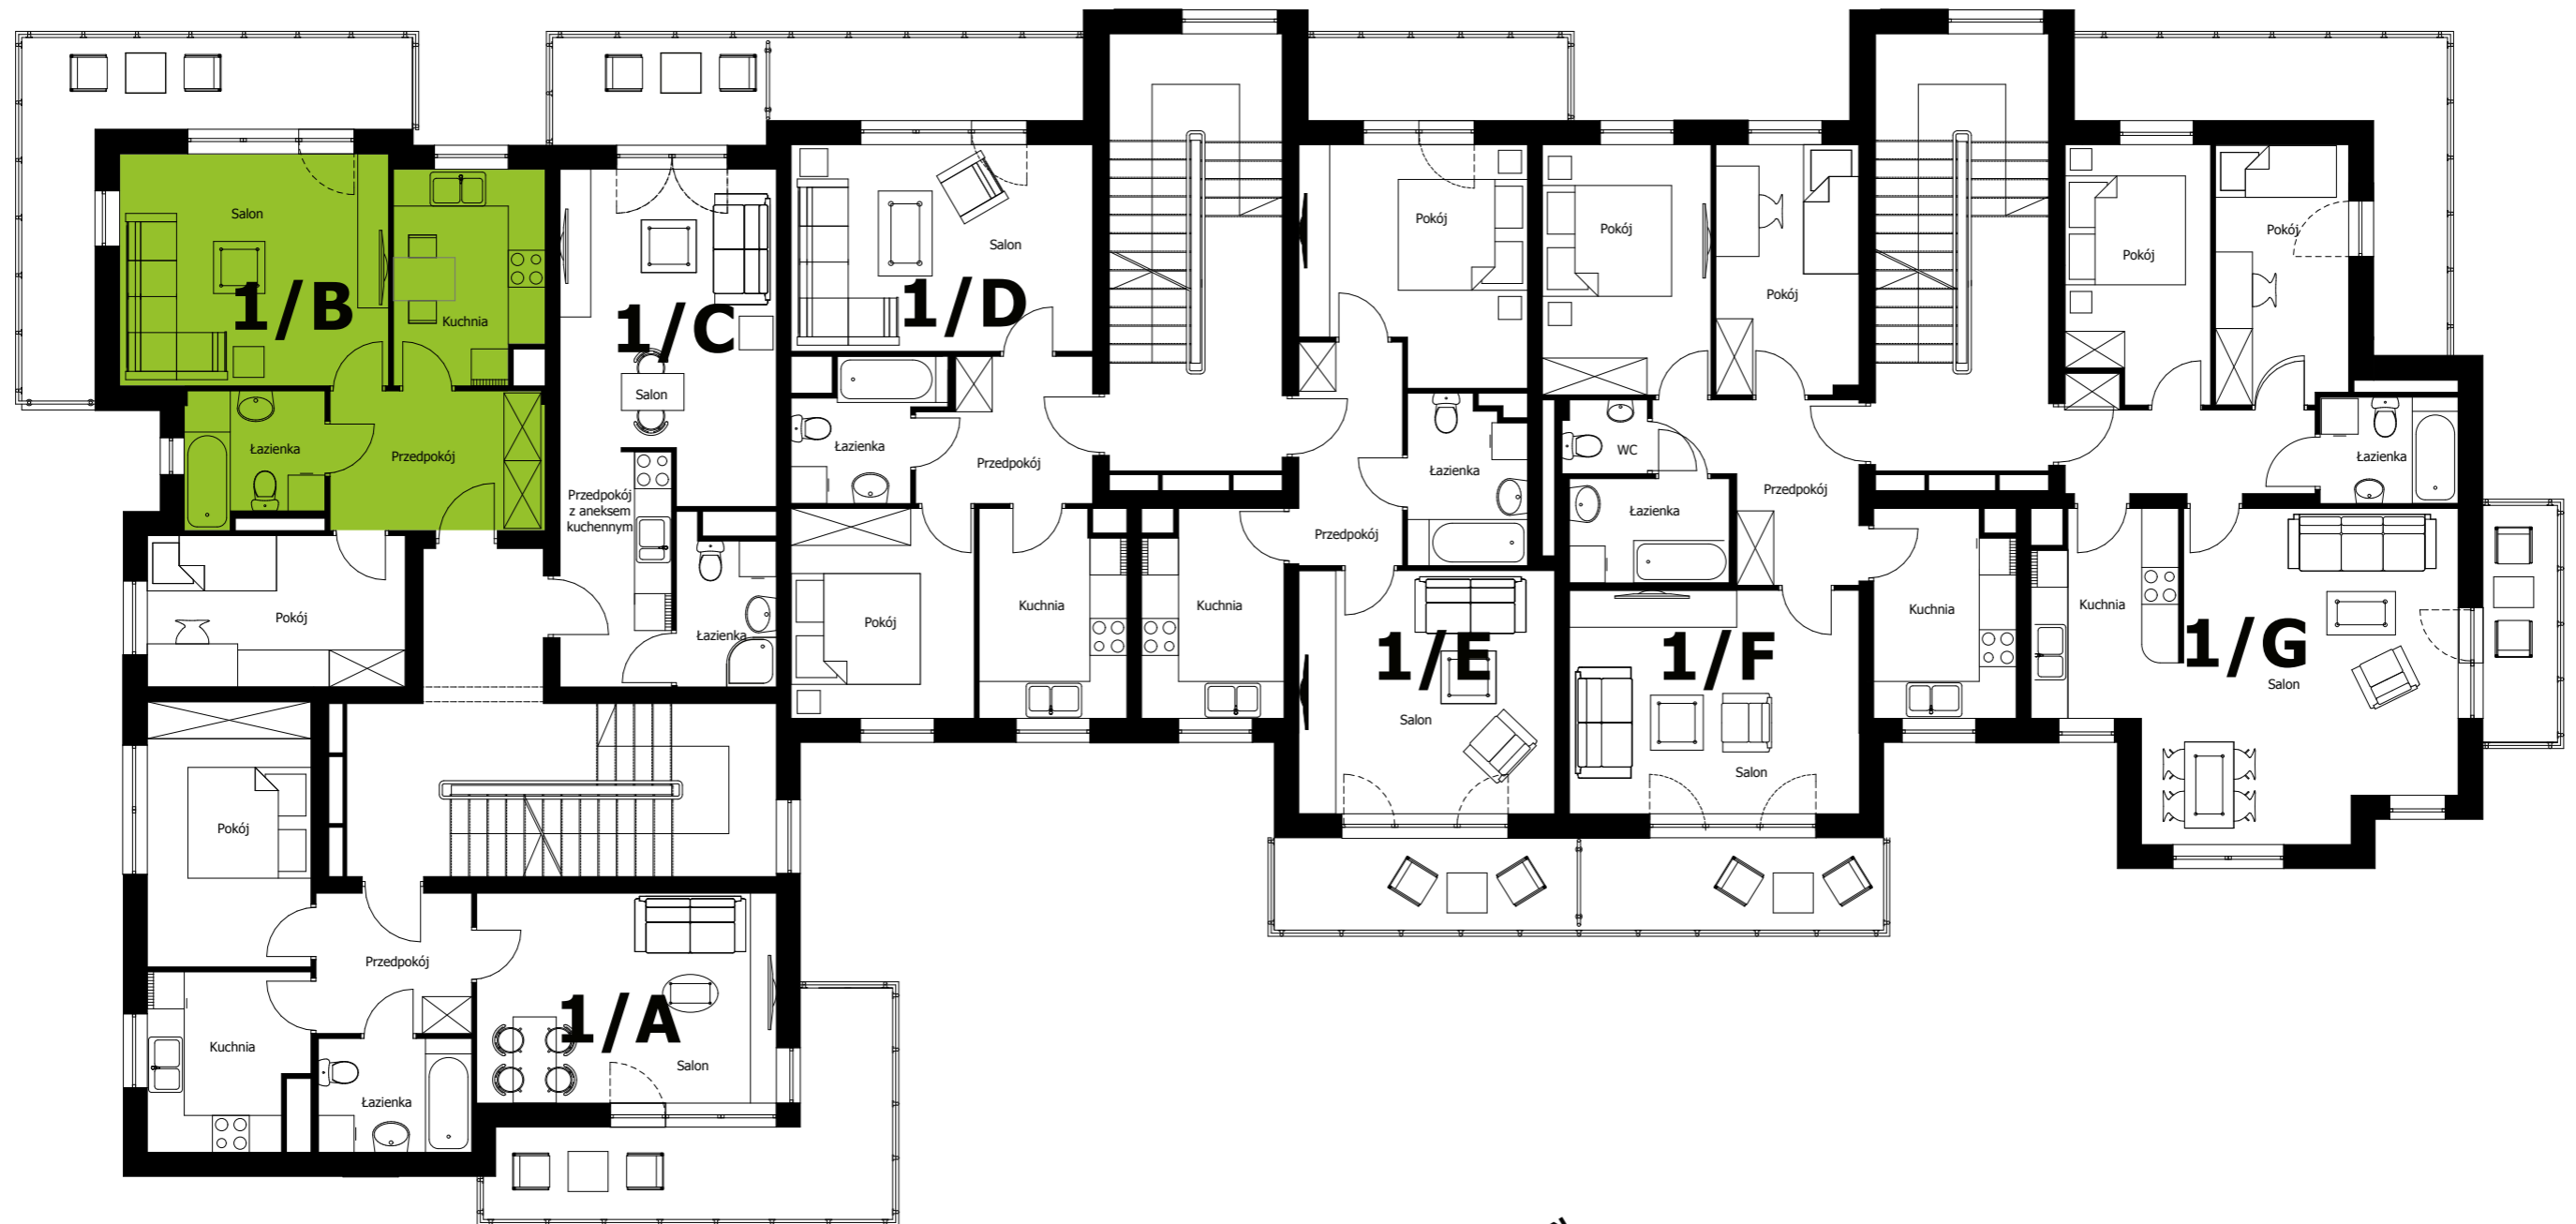 Salon
1/B
Kuchnia
Łazienka
Przedpokój
Pokój
1/C
Salon
Przedpokój
z aneksem
kuchennym
Łazienka
Salon
1/D
Łazienka
Przedpokój
Pokój
Kuchnia
Pokój
Łazienka
Przedpokój
Kuchnia
1/E
Salon
Pokój
Pokój
WC
Łazienka
Przedpokój
1/F
Salon
Kuchnia
Pokój
Pokój
Łazienka
Kuchnia
1/G
Salon
Pokój
Przedpokój
Kuchnia
Łazienka
1/A
Salon